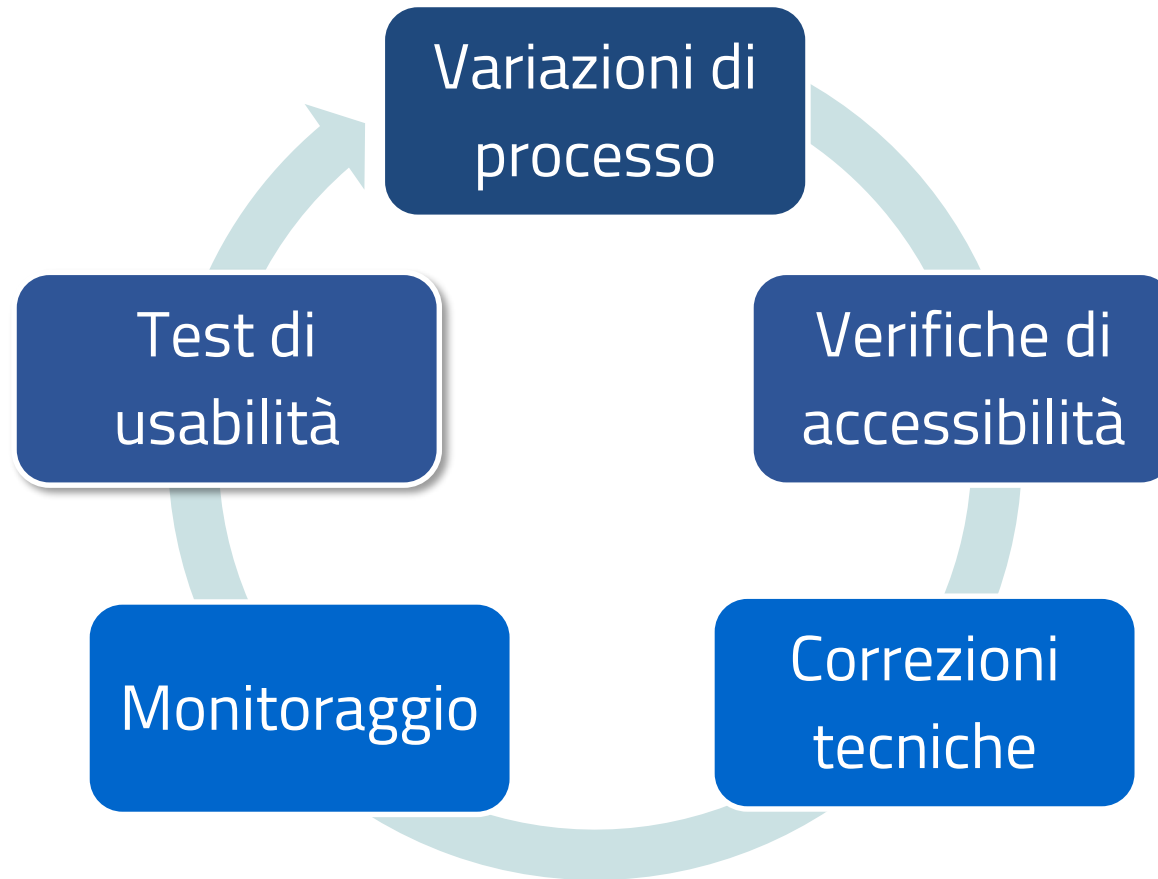 Variazioni di
processo
Verifiche di
accessibilità
Correzioni
tecniche
Monitoraggio
Test di
usabilità